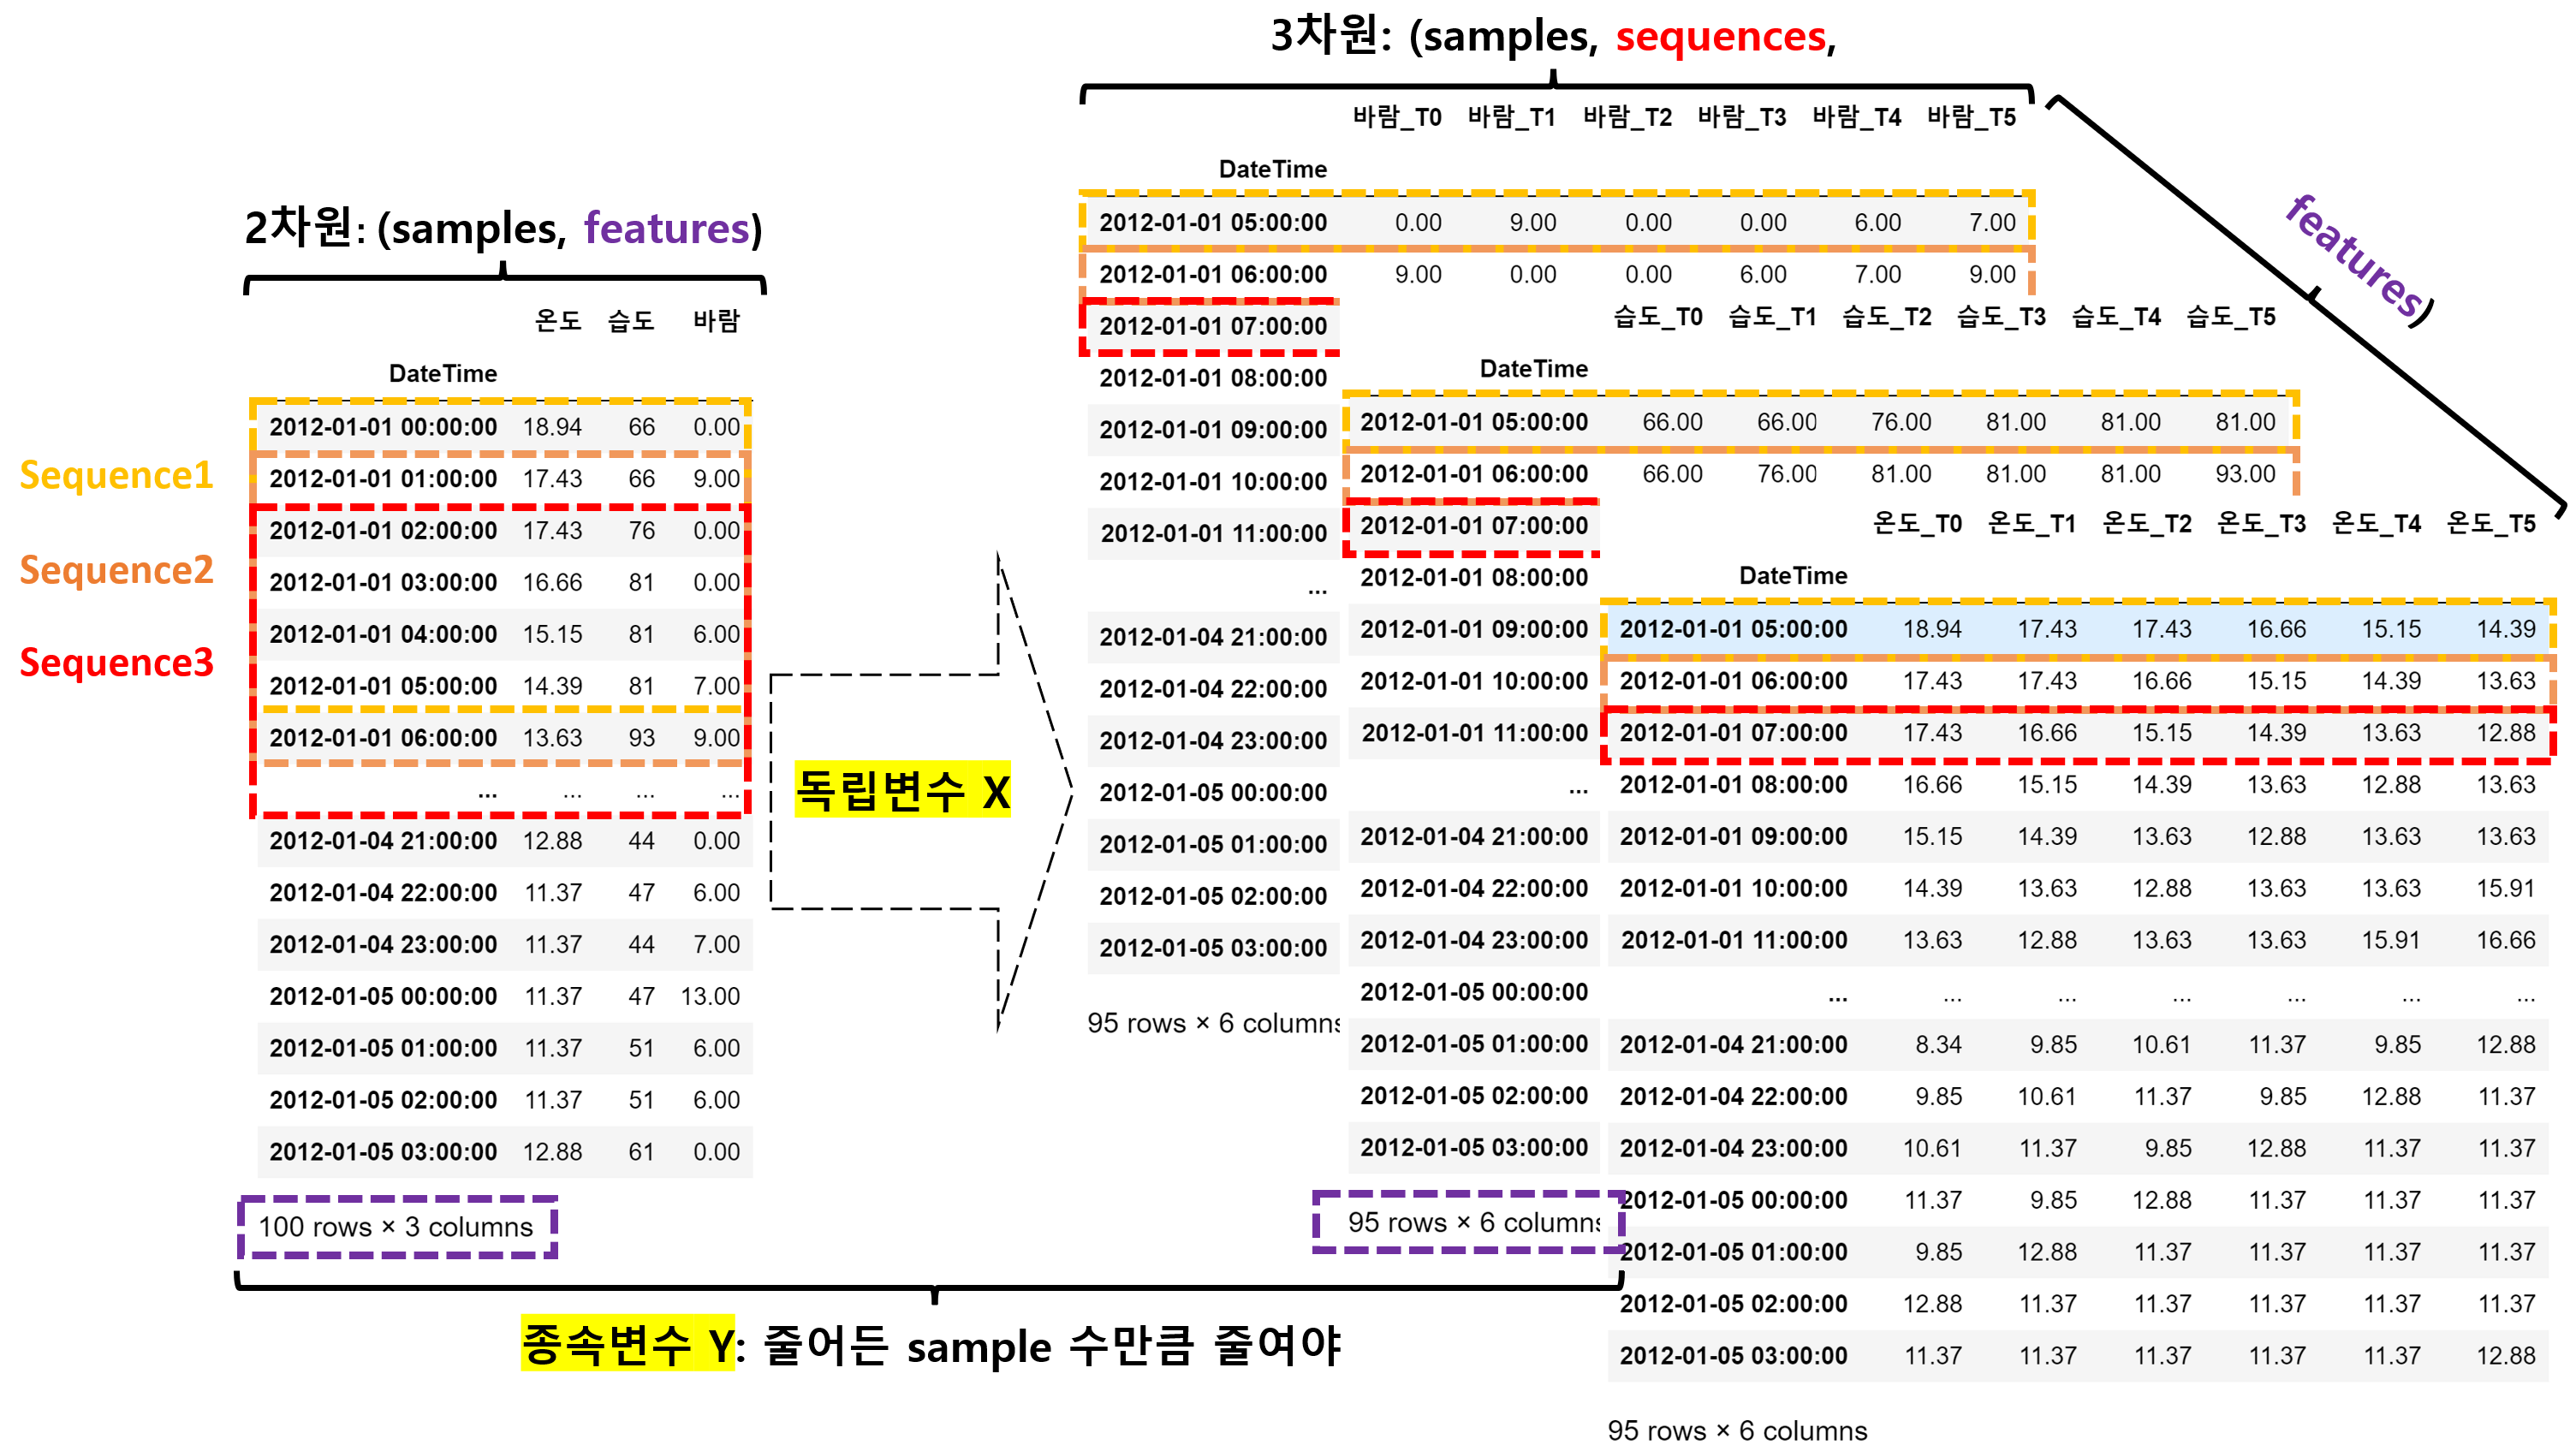 3차원: (samples, sequences,
features)
2차원: (samples, features)
온도 습도 바람
DateTime
2012-01-01 00:00:00 18.94 66 0.00
2012-01-01 01:00:00 17.43 66 9.00
2012-01-01 02:00:00 17.43 76 0.00
2012-01-01 03:00:00 16.66 81 0.00
2012-01-01 04:00:00 15.15 81 6.00
2012-01-01 05:00:00 14.39 81 7.00
2012-01-01 06:00:00 13.63 93 9.00
... ... ... ...
2012-01-04 21:00:00 12.88 44 0.00
2012-01-04 22:00:00 11.37 47 6.00
2012-01-04 23:00:00 11.37 44 7.00
2012-01-05 00:00:00 11.37 47 13.00
2012-01-05 01:00:00 11.37 51 6.00
2012-01-05 02:00:00 11.37 51 6.00
2012-01-05 03:00:00 12.88 61 0.00
100 rows × 3 columns
Sequence1
Sequence2
Sequence3
독립변수 X
바람_T0 바람_T1 바람_T2 바람_T3 바람_T4 바람_T5
DateTime
2012-01-01 05:00:00 0.00 9.00 0.00 0.00 6.00 7.00
2012-01-01 06:00:00 9.00 0.00 0.00 6.00 7.00 9.00
2012-01-01 07:00:00
2012-01-01 08:00:00
2012-01-01 09:00:00
2012-01-01 10:00:00
2012-01-01 11:00:00
...
2012-01-04 21:00:00
2012-01-04 22:00:00
2012-01-04 23:00:00
2012-01-05 00:00:00
2012-01-05 01:00:00
2012-01-05 02:00:00
2012-01-05 03:00:00
95 rows × 6 columns
습도_T0 습도_T1 습도_T2 습도_T3 습도_T4 습도_T5
DateTime
2012-01-01 05:00:00 66.00 66.00 76.00 81.00 81.00 81.00
2012-01-01 06:00:00 66.00 76.00 81.00 81.00 81.00 93.00
2012-01-01 07:00:00
2012-01-01 08:00:00
2012-01-01 09:00:00
2012-01-01 10:00:00
2012-01-01 11:00:00
...
2012-01-04 21:00:00
2012-01-04 22:00:00
2012-01-04 23:00:00
2012-01-05 00:00:00
2012-01-05 01:00:00
2012-01-05 02:00:00
2012-01-05 03:00:00
95 rows × 6 columns
온도_T0 온도_T1 온도_T2 온도_T3 온도_T4 온도_T5
DateTime
2012-01-01 05:00:00 18.94 17.43 17.43 16.66 15.15 14.39
2012-01-01 06:00:00 17.43 17.43 16.66 15.15 14.39 13.63
2012-01-01 07:00:00 17.43 16.66 15.15 14.39 13.63 12.88
2012-01-01 08:00:00 16.66 15.15 14.39 13.63 12.88 13.63
2012-01-01 09:00:00 15.15 14.39 13.63 12.88 13.63 13.63
2012-01-01 10:00:00 14.39 13.63 12.88 13.63 13.63 15.91
2012-01-01 11:00:00 13.63 12.88 13.63 13.63 15.91 16.66
... ... ... ... ... ... ...
2012-01-04 21:00:00 8.34 9.85 10.61 11.37 9.85 12.88
2012-01-04 22:00:00 9.85 10.61 11.37 9.85 12.88 11.37
2012-01-04 23:00:00 10.61 11.37 9.85 12.88 11.37 11.37
2012-01-05 00:00:00 11.37 9.85 12.88 11.37 11.37 11.37
2012-01-05 01:00:00 9.85 12.88 11.37 11.37 11.37 11.37
2012-01-05 02:00:00 12.88 11.37 11.37 11.37 11.37 11.37
2012-01-05 03:00:00 11.37 11.37 11.37 11.37 11.37 12.88
95 rows × 6 columns
종속변수 Y: 줄어든 sample 수만큼 줄여야